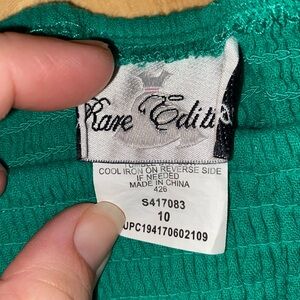 Rare Editi
COOL IRON ON REVERSE SIDE
IF NEEDED
MADE IN CHINA
426
S417083
10
UPC194170602109